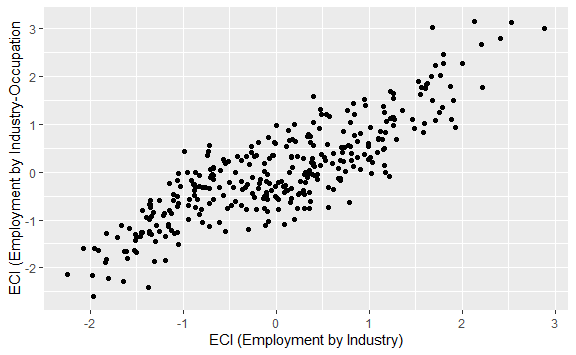 ECI (Employment by Industry-Occupation
3
2
1
0
-1
-2
-2 -1 0 1 2 3
ECI (Employment by Industry)